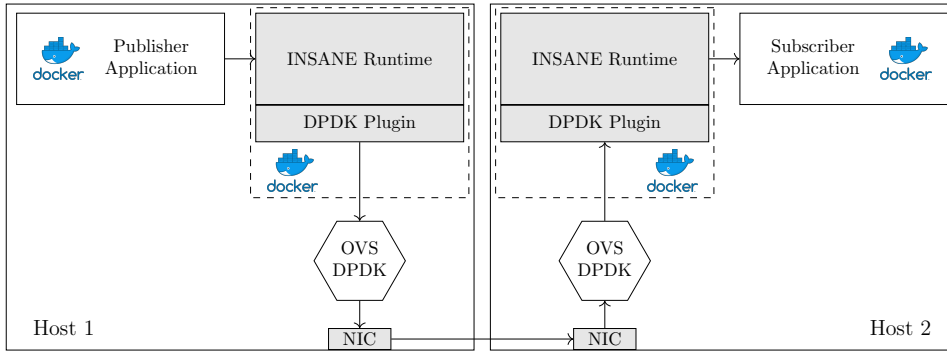 docker
Publisher
Application
INSANE Runtime
DPDK Plugin
docker
OVS
DPDK
NIC
Host 1
INSANE Runtime
DPDK Plugin
docker
Subscriber
Application
docker
OVS
DPDK
NIC
Host 2